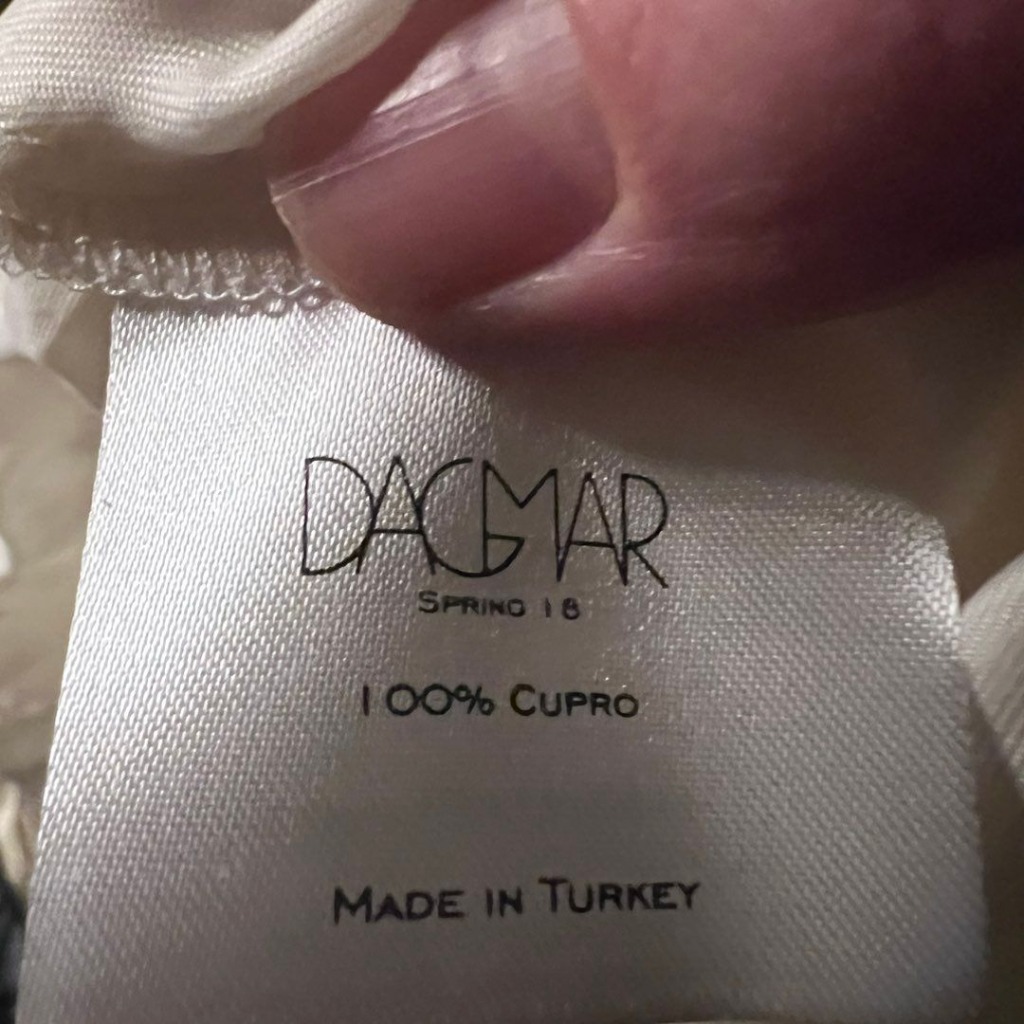 DAGMAR
SPRING 18
100% CUPRO
MADE IN TURKEY